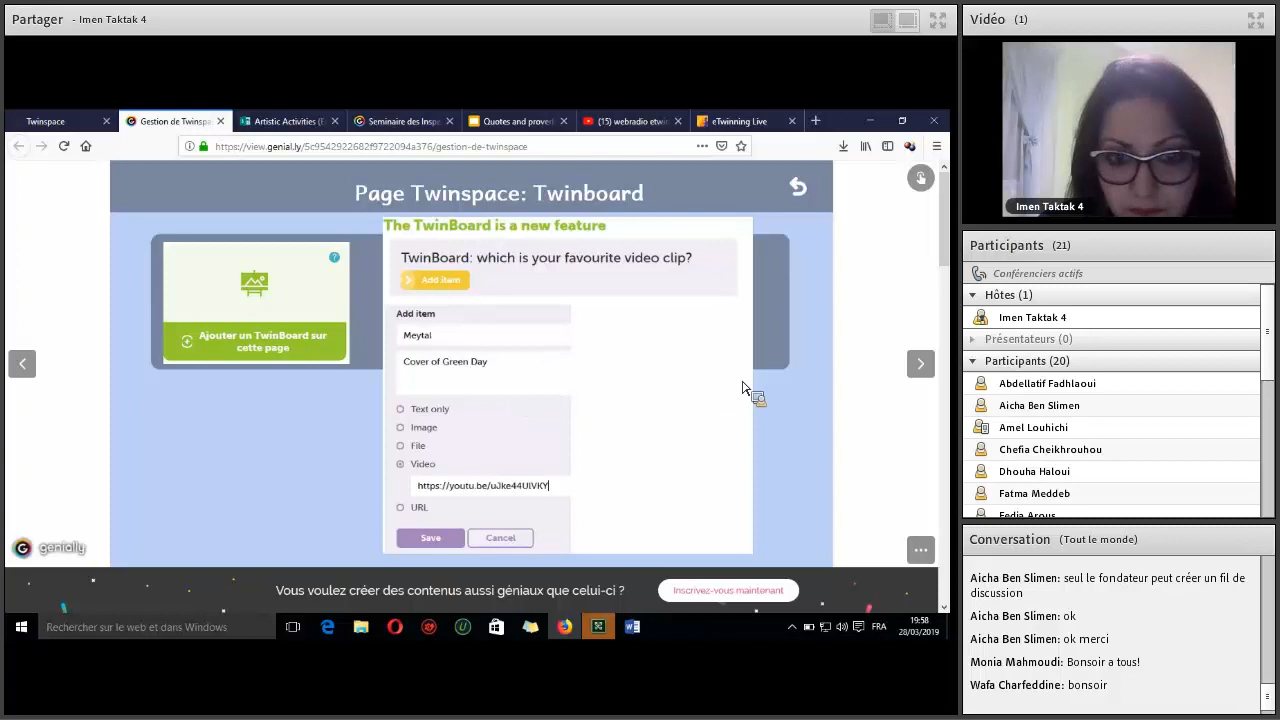 Partager - Imen Taktak 4
Twinspace
Gestion de Twinspa
Artistic Activities (E
Seminaire des Inspe
Quotes and prover
(15) webradio etwin
eTwinning Live
https://view.genial.ly/5c9542922682f9722094a376/gestion-de-twinspace
Page Twinspace: Twinboard
The TwinBoard is a new feature
TwinBoard: which is your favourite video clip?
Add item
Ajouter un TwinBoard sur
cette page
Add item
Meytal
Cover of Green Day
Text only
Image
File
Video
https://youtu.be/uJke44UIVKY
URL
Save
Cancel
genially
Vous voulez créer des contenus aussi géniaux que celui-ci ?
Inscrivez-vous maintenant
Rechercher sur le web et dans Windows
FRA
19:58
28/03/2019
Vidéo (1)
Imen Taktak 4
Participants (21)
Conférenciers actifs
Hôtes (1)
Imen Taktak 4
Présentateurs (0)
Participants (20)
Abdellatif Fadhlaoui
Aicha Ben Slimen
Amel Louhichi
Chefia Cheikhrouhou
Dhouha Haloui
Fatma Meddeb
Fedia Arous
Conversation (Tout le monde)
Aicha Ben Slimen: seul le fondateur peut créer un fil de
discussion
Aicha Ben Slimen: ok
Aicha Ben Slimen: ok merci
Monia Mahmoudi: Bonsoir a tous!
Wafa Charfeddine: bonsoir